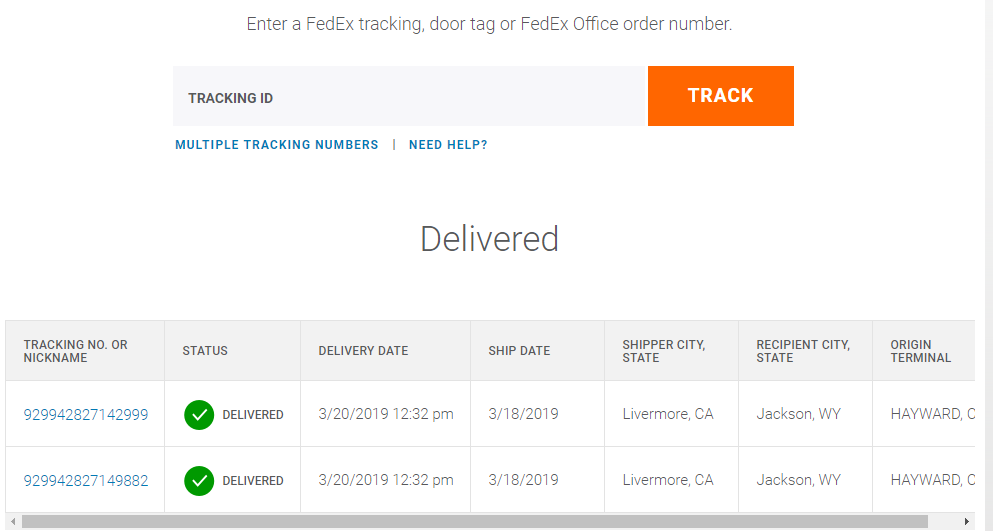 Enter a FedEx tracking, door tag or FedEx Office order number.
TRACKING ID
TRACK
MULTIPLE TRACKING NUMBERS | NEED HELP?
Delivered
TRACKING NO. OR NICKNAME STATUS DELIVERY DATE SHIP DATE SHIPPER CITY, STATE RECIPIENT CITY, STATE ORIGIN TERMINAL
929942827142999 DELIVERED 3/20/2019 12:32 pm 3/18/2019 Livermore, CA Jackson, WY HAYWARD, C
929942827149882 DELIVERED 3/20/2019 12:32 pm 3/18/2019 Livermore, CA Jackson, WY HAYWARD, C